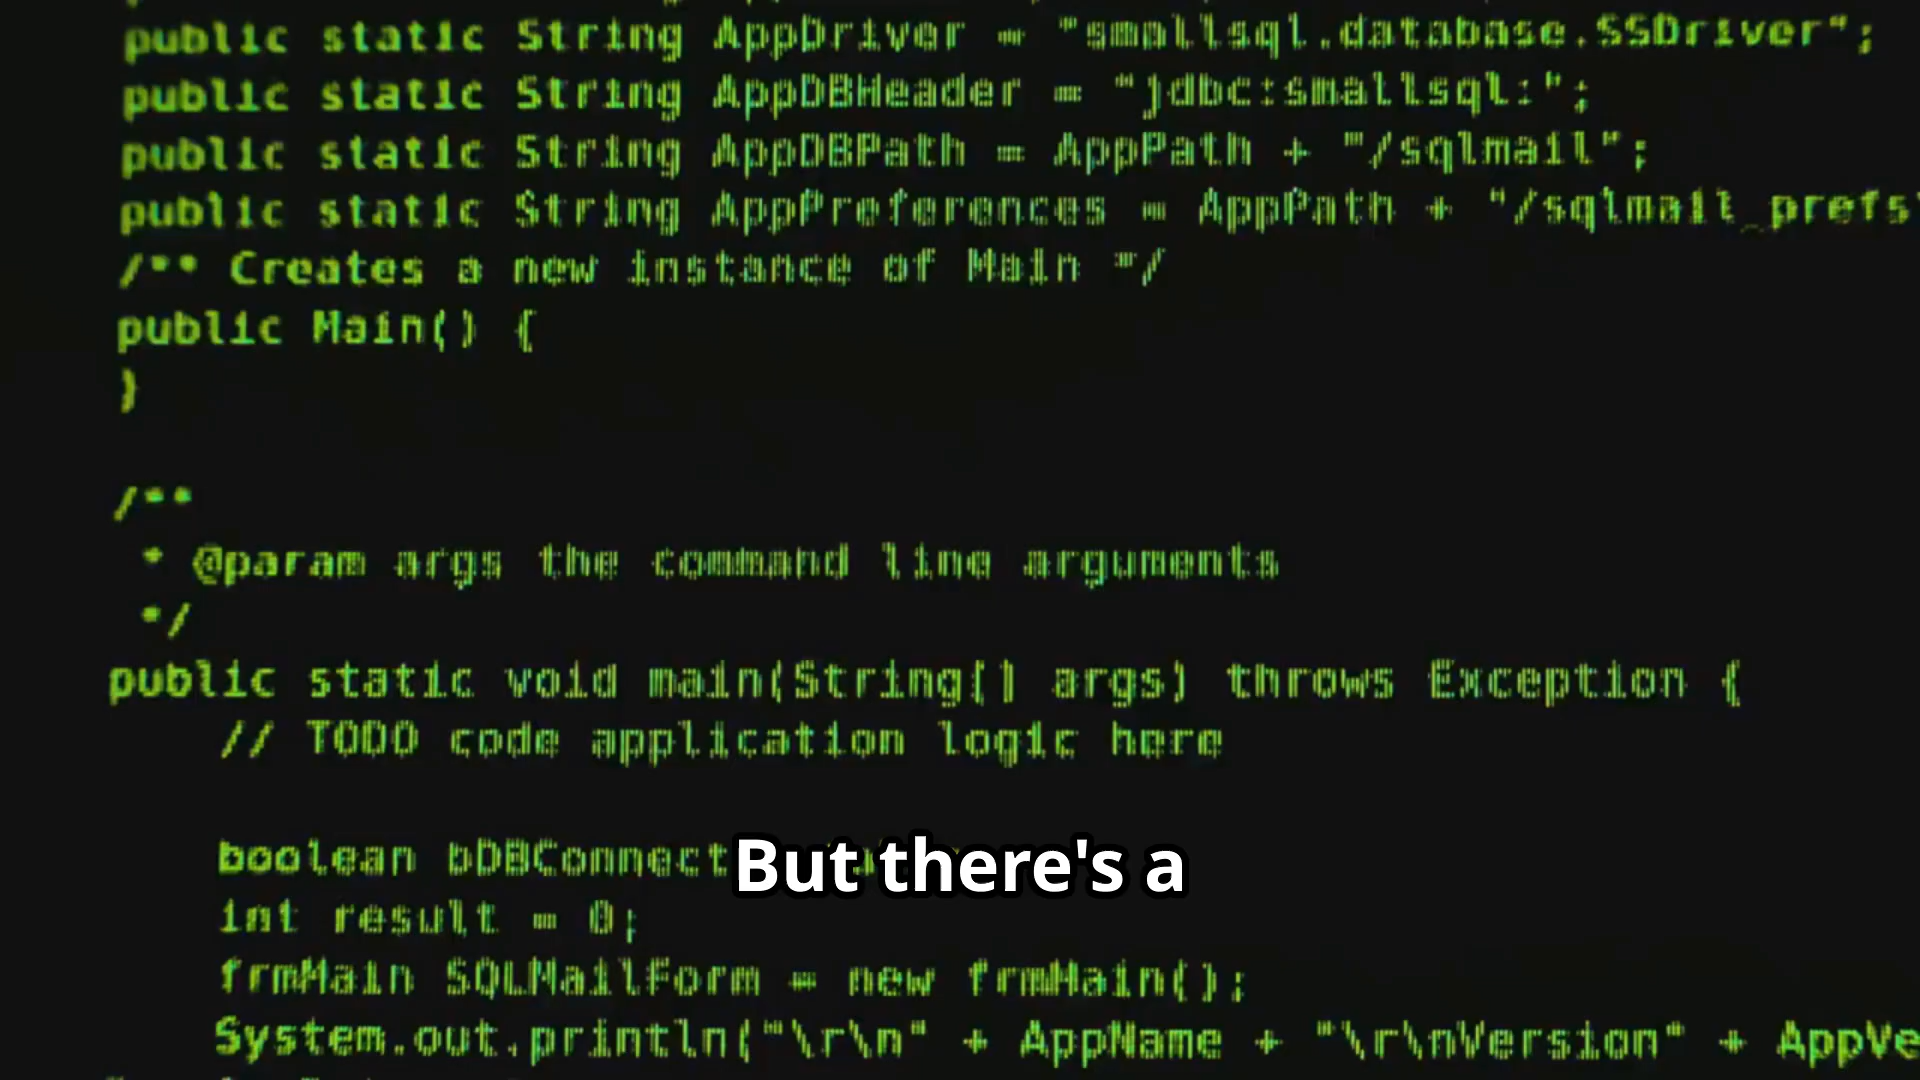 public static String AppDriver = "smallsql.database.SSDriver";
public static String AppDBHeader = "jdbc:smallsql:";
public static String AppDBPath = AppPath + "/sqlmail";
public static String AppPreferences = AppPath + "/sqlmail_prefs"
/** Creates a new instance of Main */
public Main() {
}
/**
* @param args the command line arguments
*/
public static void main(String[] args) throws Exception {
// TODO code application logic here
boolean bDBConnect
But there's a
int result = 0;
frmMain SQLMailForm = new frmMain();
System.out.println("\r\n" + AppName + "\r\nVersion" + AppVe